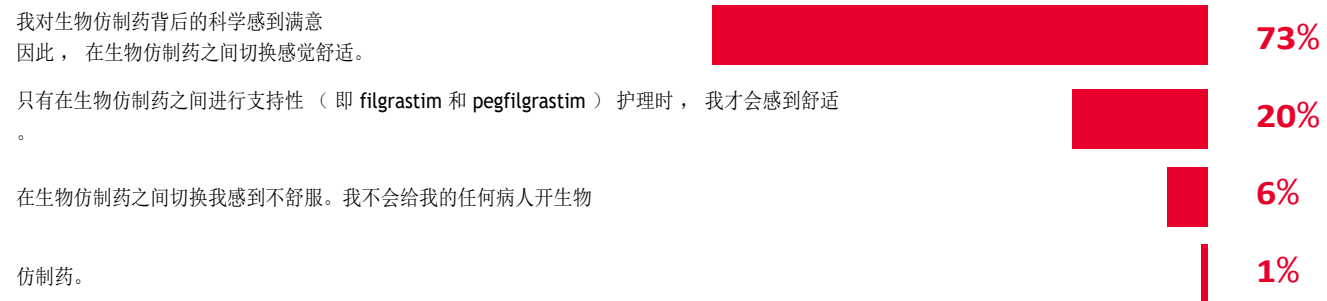 我对生物仿制药背后的科学感到满意
因此， 在生物仿制药之间切换感觉舒适。
73%
只有在生物仿制药之间进行支持性 （ 即 filgrastim 和 pegfilgrastim ） 护理时， 我才会感到舒适
。
20%
在生物仿制药之间切换我感到不舒服。我不会给我的任何病人开生物
6%
仿制药。
1%